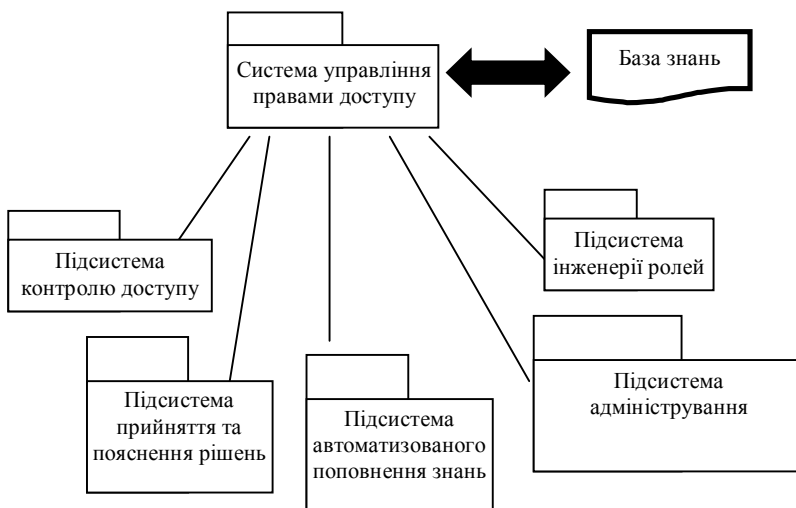 Система управління
правами доступу
База знань
Підсистема
контролю доступу
Підсистема
інженерії ролей
Підсистема
прийняття та
пояснення рішень
Підсистема
автоматизованого
поповнення знань
Підсистема
адміністрування